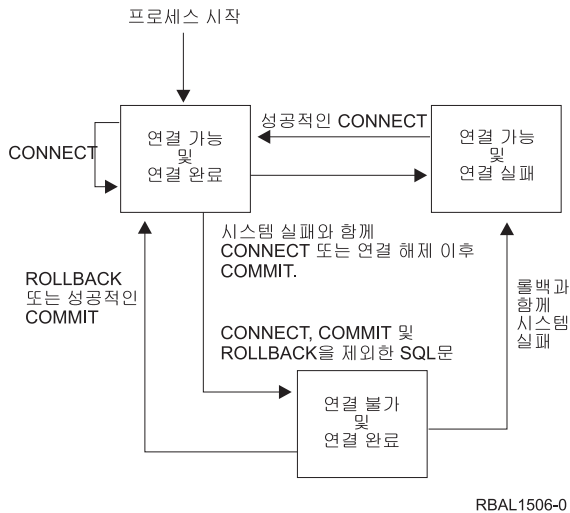 프로세스 시작
연결 가능
및
연결 완료
성공적인 CONNECT
연결 가능
및
연결 실패
CONNECT
시스템 실패와 함께
CONNECT 또는 연결 해제 이후
COMMIT.
ROLLBACK
또는 성공적인
COMMIT
롤백과
함께
시스템
실패
CONNECT, COMMIT 및
ROLLBACK을 제외한 SQL문
연결 불가
및
연결 완료
RBAL1506-0